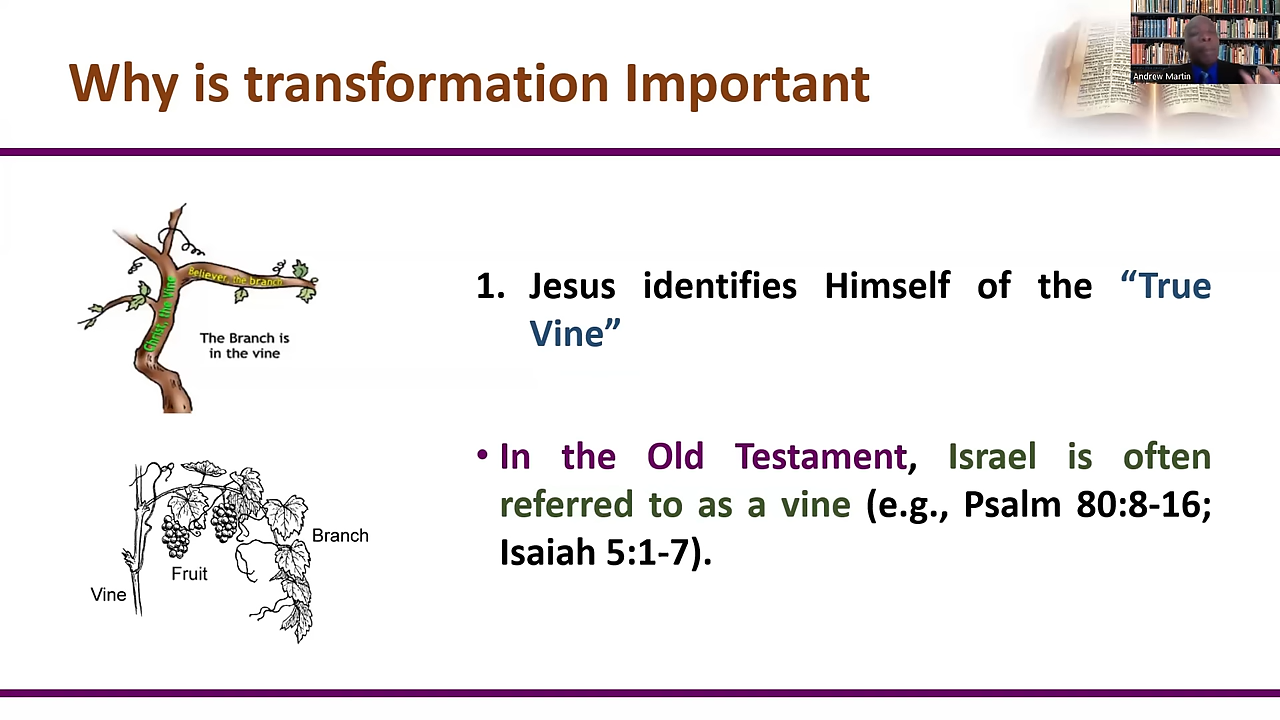 Why is transformation Important
Andrew Martin
Believer, the branch
Christ, the Vine
The Branch is
in the vine
1. Jesus identifies Himself of the “True
Vine”
• In the Old Testament, Israel is often
referred to as a vine (e.g., Psalm 80:8-16;
Isaiah 5:1-7).
Branch
Fruit
Vine